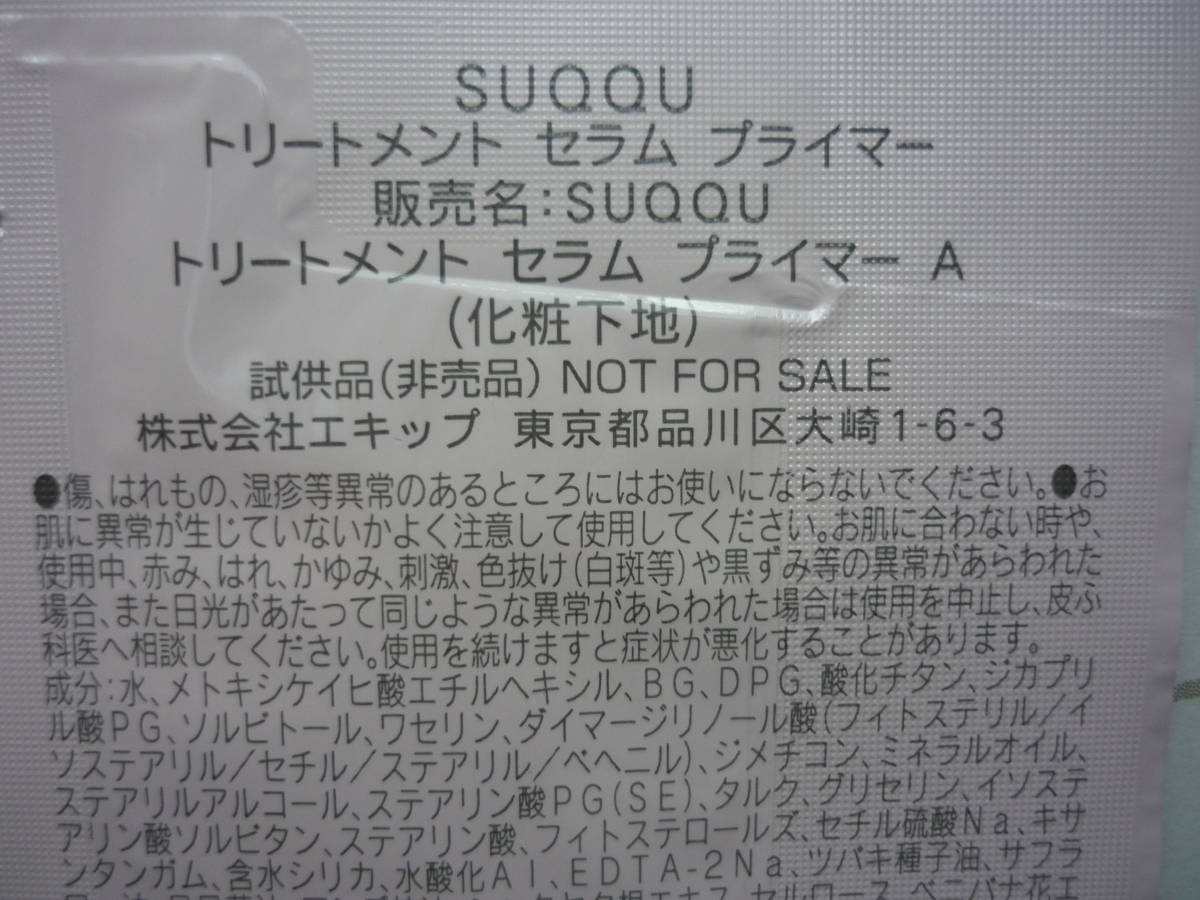 SUQQU
トリートメント セラム プライマー
販売名:SUQQU
トリートメント セラム プライマー A
(化粧下地)
試供品(非売品) NOT FOR SALE
株式会社エキップ 東京都品川区大崎1-6-3
●傷、はれもの、湿疹等異常のあるところにはお使いにならないでください。●お
肌に異常が生じていないかよく注意して使用してください。お肌に合わない時や、
使用中、赤み、はれ、かゆみ、刺激、色抜け(白斑等)や黒ずみ等の異常があらわれた
場合、また日光があたって同じような異常があらわれた場合は使用を中止し、皮ふ
科医へ相談してください。使用を続けますと症状が悪化することがあります。
成分:水、メトキシケイヒ酸エチルヘキシル、BG、DPG、酸化チタン、ジカプリ
ル酸PG、ソルビトール、ワセリン、ダイマージリノール酸(フィトステリル/イ
ソステアリル/セチル/ステアリル/ベヘニル)、ジメチコン、ミネラルオイル、
ステアリルアルコール、ステアリン酸PG(SE)、タルク、グリセリン、イソステ
アリン酸ソルビタン、ステアリン酸、フィトステロールズ、セチル硫酸Na、キサ
ンタンガム、含水シリカ、水酸化Al、EDTA-2Na、ツバキ種子油、サフラ
根エキス、セルロース、ベニバナ花エ